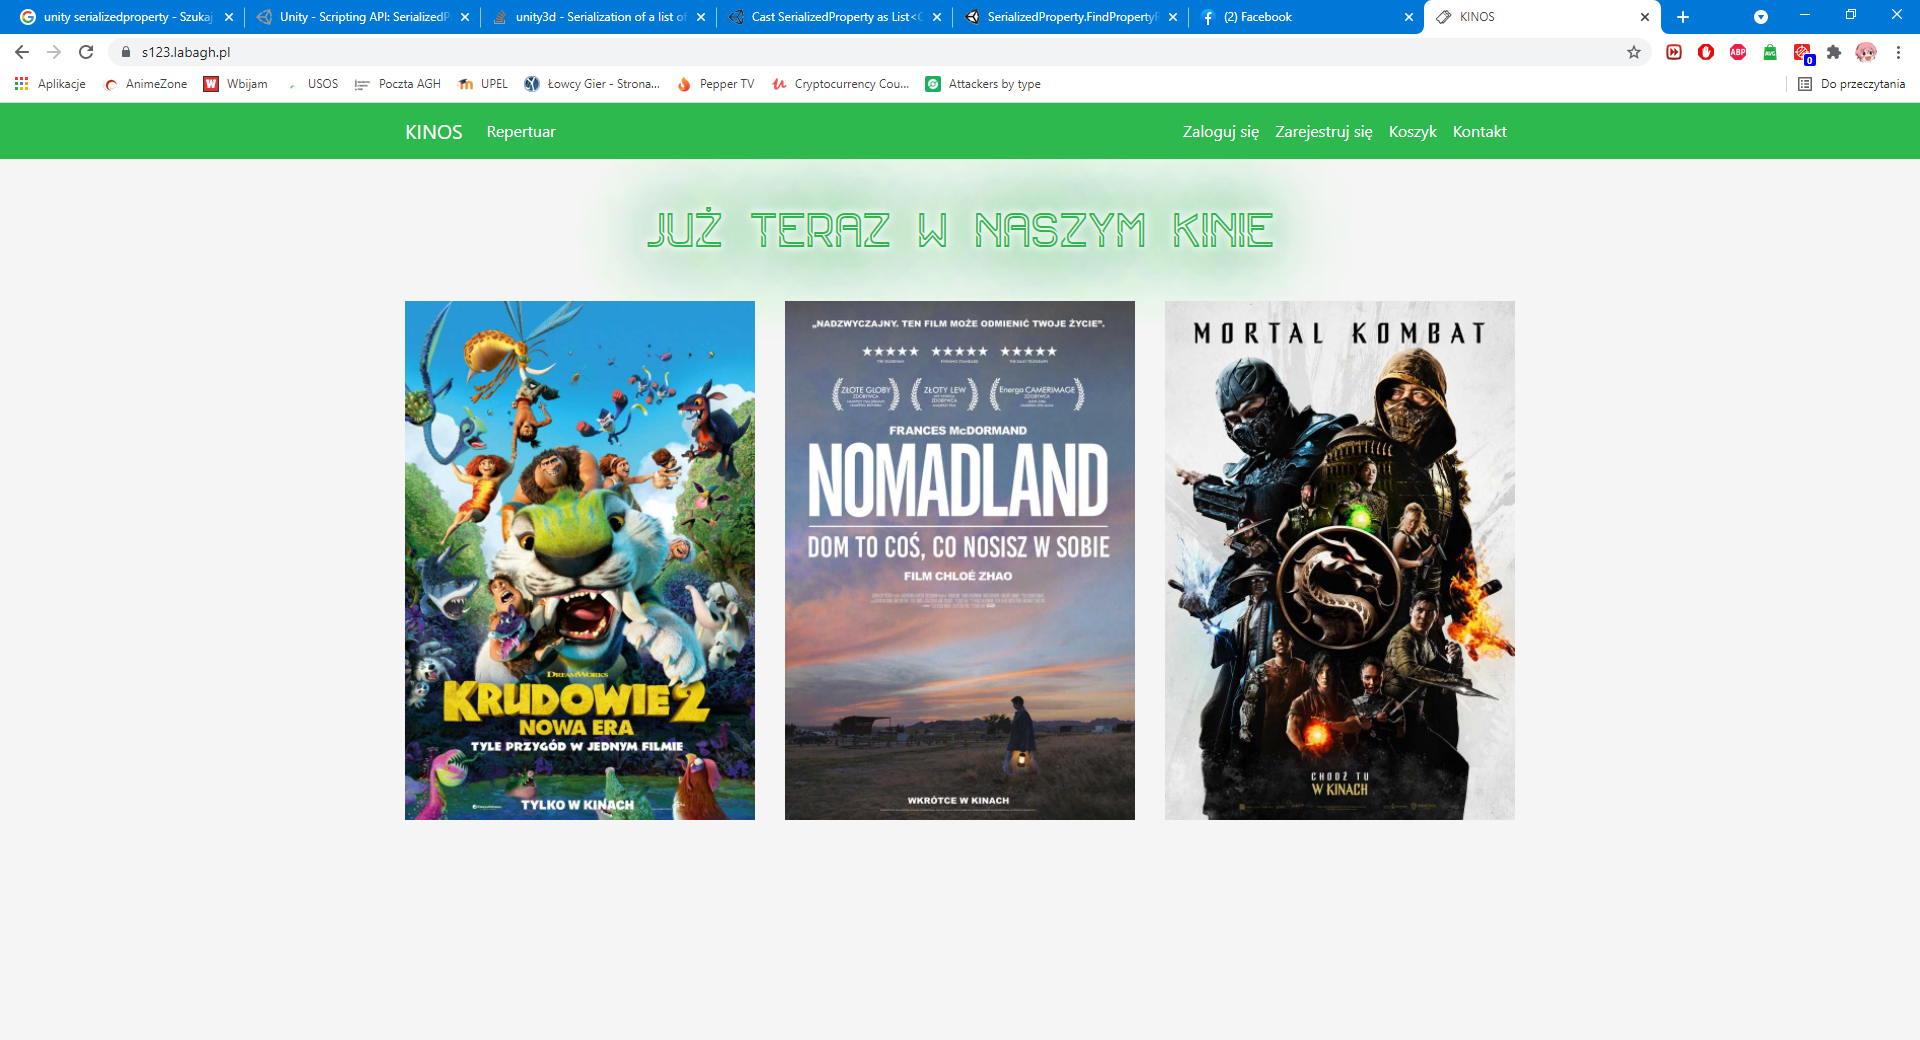 unity serializedproperty - Szukaj
Unity - Scripting API: SerializedP
unity3d - Serialization of a list of
Cast SerializedProperty as List<C
SerializedProperty.FindPropertyR
(2) Facebook
KINOS
s123.labagh.pl
Aplikacje
AnimeZone
Wbijam
USOS
Poczta AGH
UPEL
Łowcy Gier - Strona...
Pepper TV
Cryptocurrency Cou...
Attackers by type
Do przeczytania
KINOS
Repertuar
Zaloguj się
Zarejestruj się
Koszyk
Kontakt
JUŻ TERAZ W NASZYM KINIE
DREAMWORKS
KRUDOWIE 2
NOWA ERA
TYLE PRZYGÓD W JEDNYM FILMIE
TYLKO W KINACH
„NADZWYCZAJNY. TEN FILM MOŻE ODMIENIĆ TWOJE ŻYCIE”.
ZŁOTE GLOBY
ZDOBYWCA
ZŁOTY LEW
ZDOBYWCA
Energa CAMERIMAGE
ZDOBYWCA
FRANCES McDORMAND
NOMADLAND
DOM TO COŚ, CO NOSISZ W SOBIE
FILM CHLOÉ ZHAO
WKRÓTCE W KINACH
MORTAL KOMBAT
CHODŹ TU
W KINACH